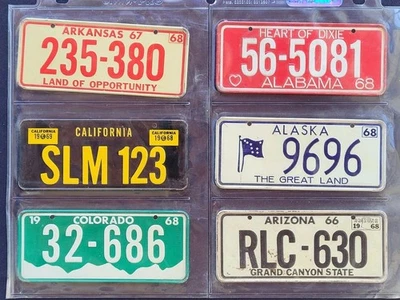 ARKANSAS 67 68
235-380
LAND OF OPPORTUNITY
HEART OF DIXIE
56-5081
ALABAMA 68
CALIFORNIA
CALIFORNIA
CALIFORNIA
19 69
19 68
SLM 123
ALASKA 68
9696
THE GREAT LAND
19 COLORADO 68
32-686
ARIZONA 66
19 68
RLC-630
GRAND CANYON STATE